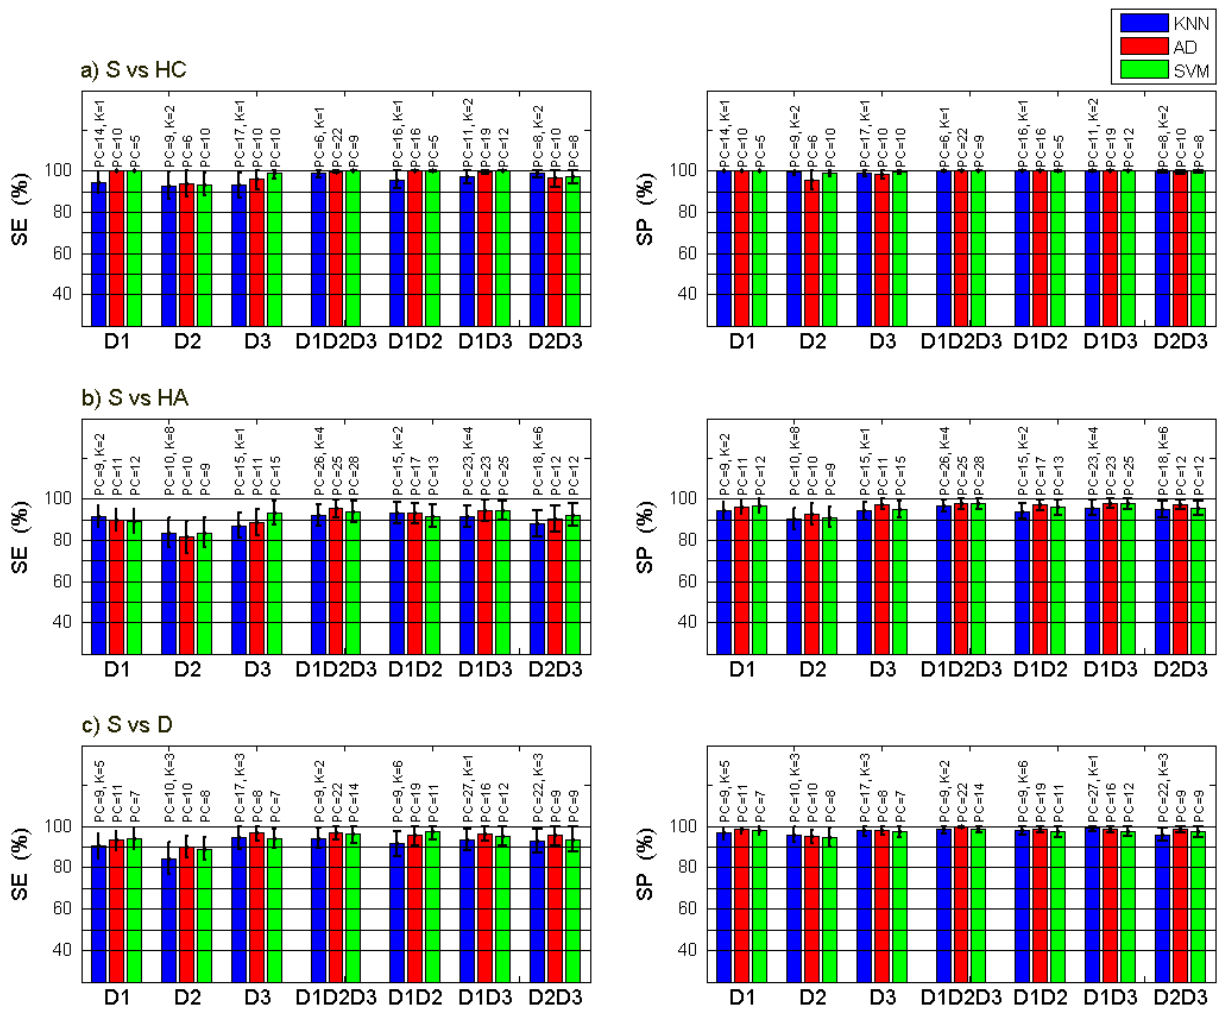 KNN
AD
SVM
a) S vs HC
PC=14, K=1
PC=10
PC=5
PC=9, K=2
PC=6
PC=10
PC=17, K=1
PC=10
PC=10
PC=6, K=1
PC=22
PC=9
PC=16, K=1
PC=16
PC=5
PC=11, K=2
PC=19
PC=12
PC=8, K=2
PC=10
PC=8
SE (%)
100
80
60
40
D1 D2 D3 D1D2D3 D1D2 D1D3 D2D3
PC=14, K=1
PC=10
PC=5
PC=9, K=2
PC=6
PC=10
PC=17, K=1
PC=10
PC=10
PC=6, K=1
PC=22
PC=9
PC=16, K=1
PC=16
PC=5
PC=11, K=2
PC=19
PC=12
PC=8, K=2
PC=10
PC=8
SP (%)
100
80
60
40
D1 D2 D3 D1D2D3 D1D2 D1D3 D2D3
b) S vs HA
PC=9, K=2
PC=11
PC=12
PC=10, K=8
PC=10
PC=9
PC=15, K=1
PC=11
PC=15
PC=26, K=4
PC=25
PC=28
PC=15, K=2
PC=17
PC=13
PC=23, K=4
PC=23
PC=25
PC=18, K=6
PC=12
PC=12
SE (%)
100
80
60
40
D1 D2 D3 D1D2D3 D1D2 D1D3 D2D3
PC=9, K=2
PC=11
PC=12
PC=10, K=8
PC=10
PC=9
PC=15, K=1
PC=11
PC=15
PC=26, K=4
PC=25
PC=28
PC=15, K=2
PC=17
PC=13
PC=23, K=4
PC=23
PC=25
PC=18, K=6
PC=12
PC=12
SP (%)
100
80
60
40
D1 D2 D3 D1D2D3 D1D2 D1D3 D2D3
c) S vs D
PC=9, K=5
PC=11
PC=7
PC=10, K=3
PC=10
PC=8
PC=17, K=3
PC=8
PC=7
PC=9, K=2
PC=22
PC=14
PC=9, K=6
PC=19
PC=11
PC=27, K=1
PC=16
PC=12
PC=22, K=3
PC=9
PC=9
SE (%)
100
80
60
40
D1 D2 D3 D1D2D3 D1D2 D1D3 D2D3
PC=9, K=5
PC=11
PC=7
PC=10, K=3
PC=10
PC=8
PC=17, K=3
PC=8
PC=7
PC=9, K=2
PC=22
PC=14
PC=9, K=6
PC=19
PC=11
PC=27, K=1
PC=16
PC=12
PC=22, K=3
PC=9
PC=9
SP (%)
100
80
60
40
D1 D2 D3 D1D2D3 D1D2 D1D3 D2D3